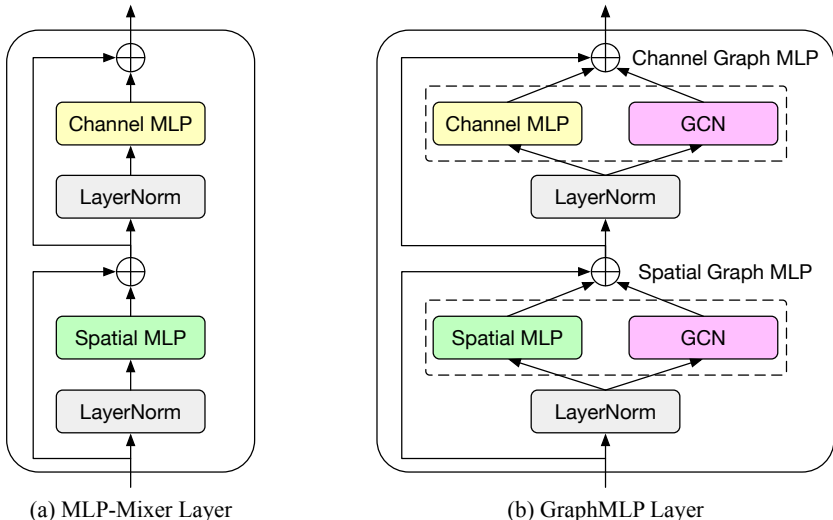 Channel MLP
LayerNorm
Spatial MLP
LayerNorm
(a) MLP-Mixer Layer
Channel Graph MLP
Channel MLP
GCN
LayerNorm
Spatial Graph MLP
Spatial MLP
GCN
LayerNorm
(b) GraphMLP Layer